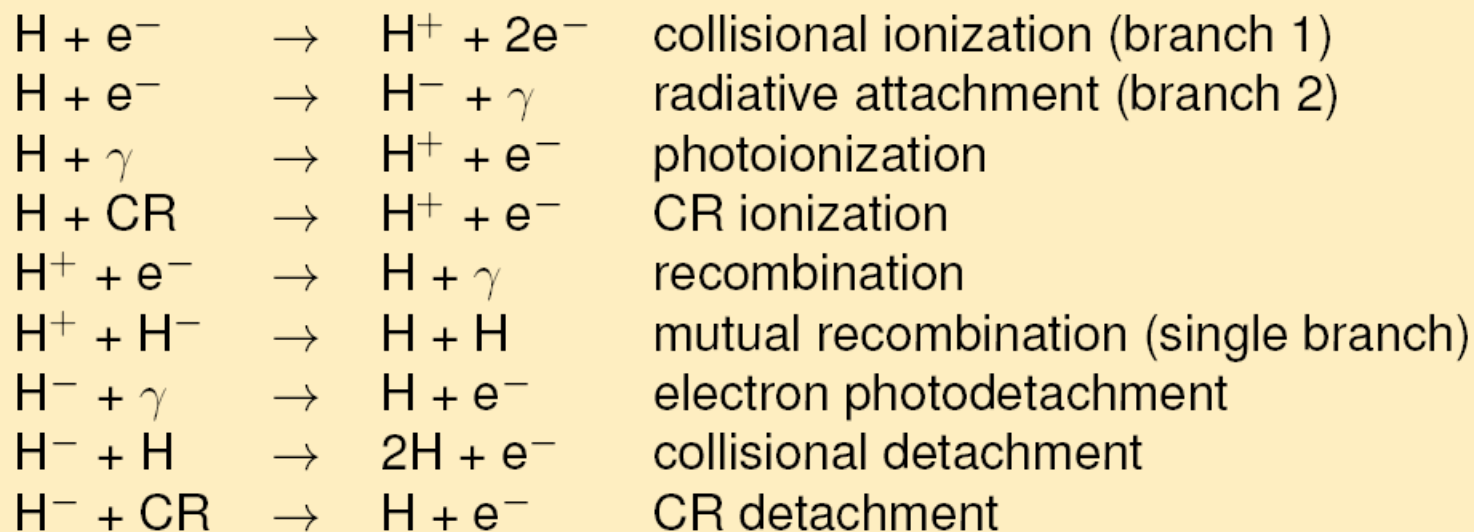 H + e⁻ → H⁺ + 2e⁻ collisional ionization (branch 1)
H + e⁻ → H⁻ + γ radiative attachment (branch 2)
H + γ → H⁺ + e⁻ photoionization
H + CR → H⁺ + e⁻ CR ionization
H⁺ + e⁻ → H + γ recombination
H⁺ + H⁻ → H + H mutual recombination (single branch)
H⁻ + γ → H + e⁻ electron photodetachment
H⁻ + H → 2H + e⁻ collisional detachment
H⁻ + CR → H + e⁻ CR detachment